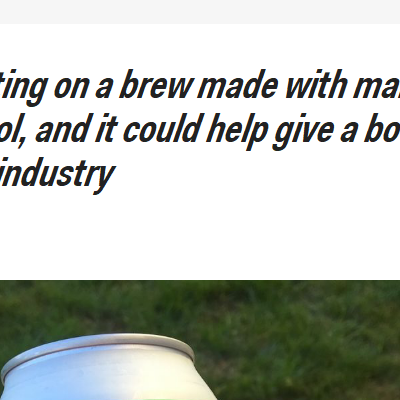 ting on a brew made with ma
ol, and it could help give a bo
industry